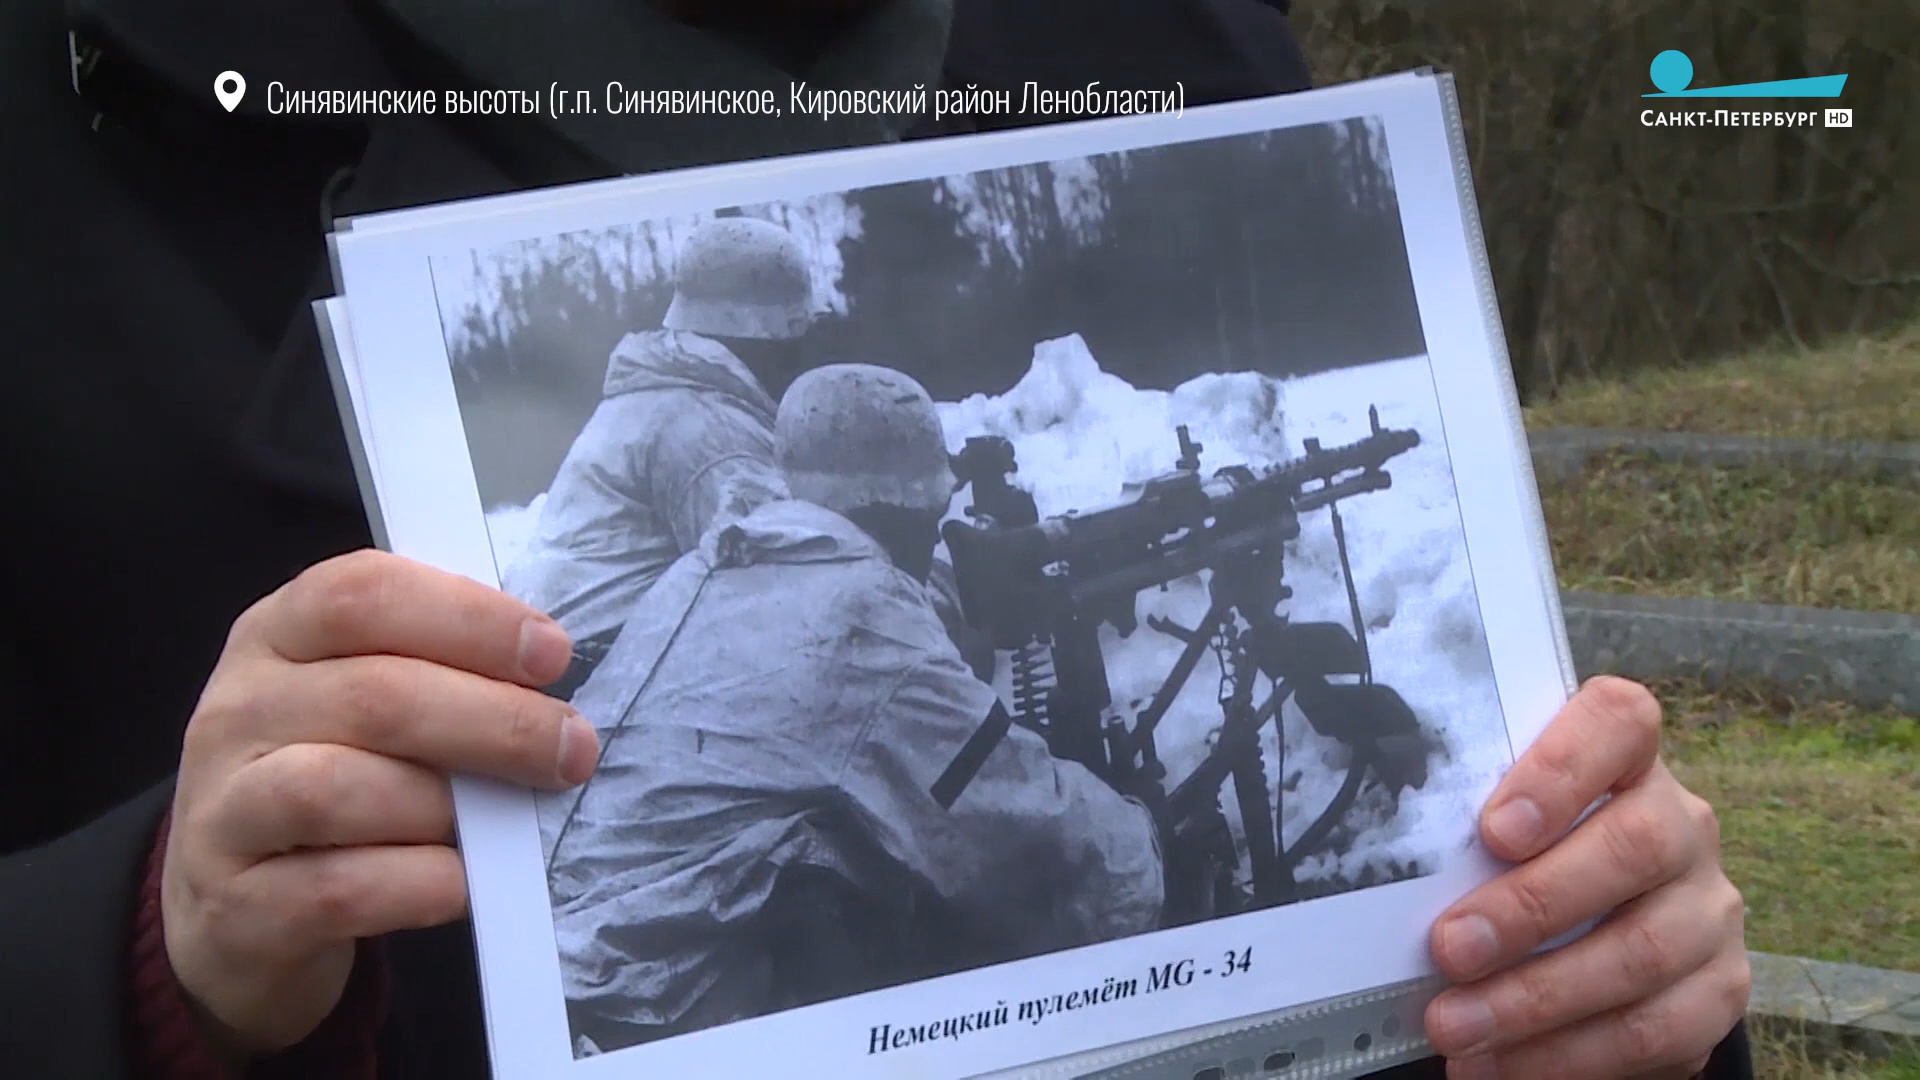 Синявинские высоты (г.п. Синявинское, Кировский район Ленобласти)
САНКТ-ПЕТЕРБУРГ HD
Немецкий пулемёт MG - 34